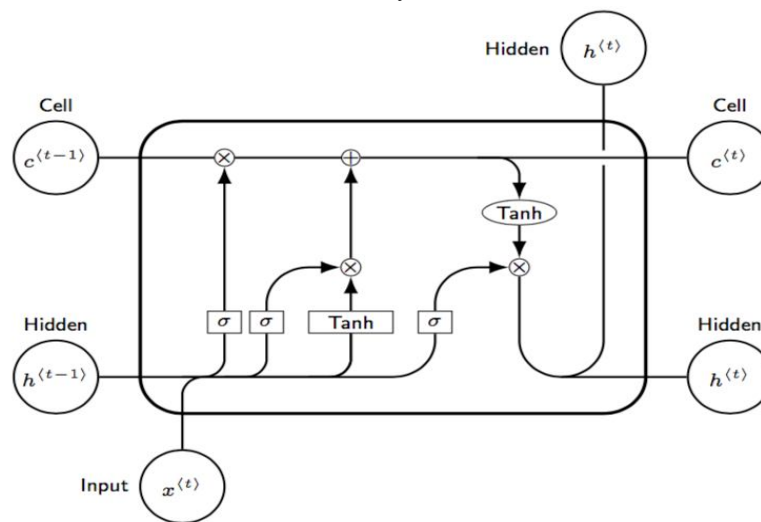 Hidden
h⟨t⟩
Cell
c⟨t−1⟩
Cell
c⟨t⟩
×
+
Tanh
×
×
σ
σ
Tanh
σ
Hidden
h⟨t−1⟩
Hidden
h⟨t⟩
Input
x⟨t⟩